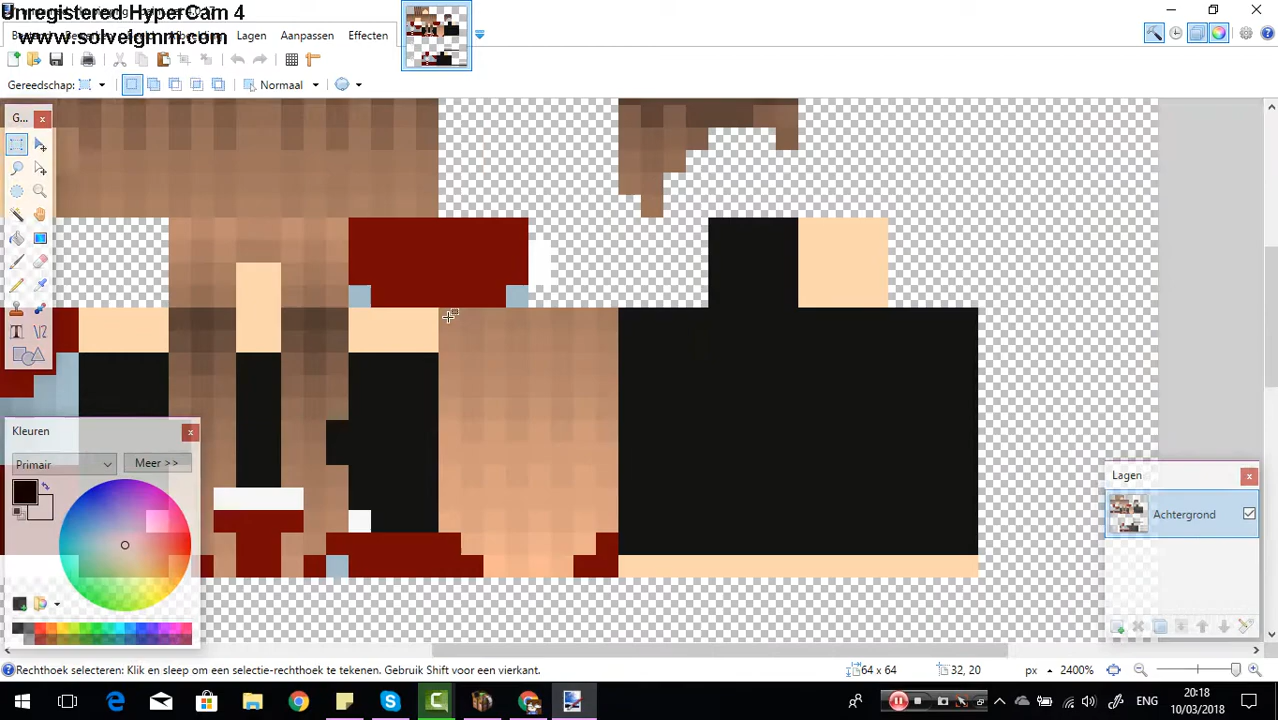 Unregistered HyperCam 4
www.solveigmm.com
Lagen
Aanpassen
Effecten
Gereedschap:
Normaal
G...
Kleuren
Primair
Meer >>
Lagen
Achtergrond
Rechthoek selecteren: Klik en sleep om een selectie-rechthoek te tekenen. Gebruik Shift voor een vierkant.
64 x 64
32, 20
px
2400%
ENG
20:18
10/03/2018